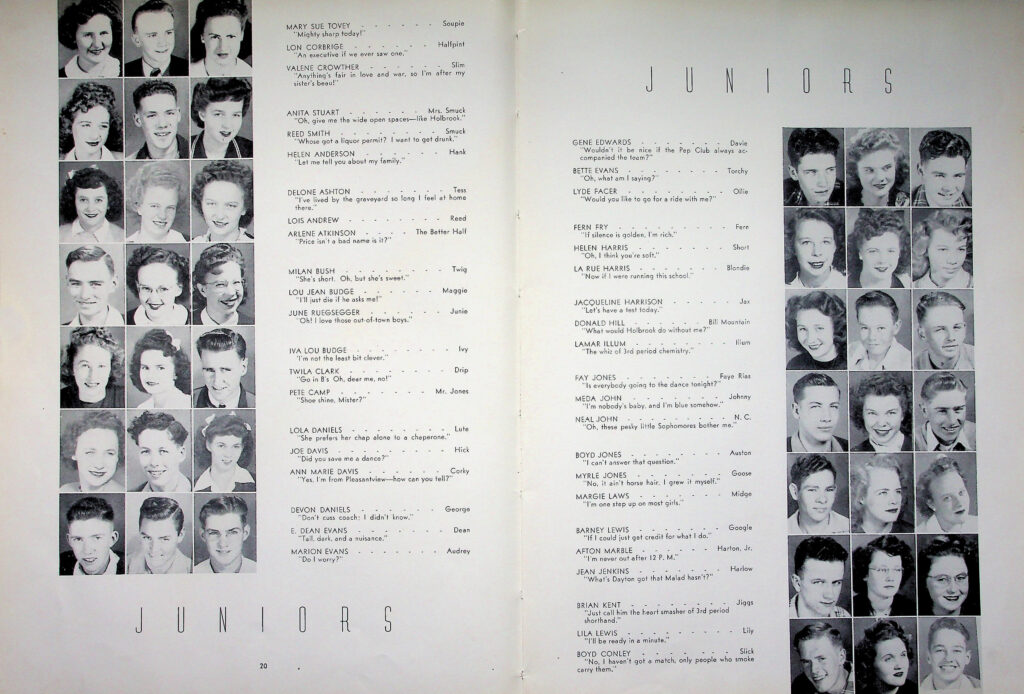 MARY SUE TOVEY - - - - - - Soupie
"Mighty sharp today!"
LON CORBRIGE - - - - - - Halfpint
"An executive if we ever saw one."
VALENE CROWTHER - - - - - - Slim
"Anything's fair in love and war, so I'm after my
sister's beau!"
ANITA STUART - - - - - - Mrs. Smuck
"Oh, give me the wide open spaces—like Holbrook."
REED SMITH - - - - - - Smuck
"Whose got a liquor permit? I want to get drunk."
HELEN ANDERSON - - - - - - Hank
"Let me tell you about my family."
DELONE ASHTON - - - - - - Tess
"I've lived by the graveyard so long I feel at home
there."
LOIS ANDREW - - - - - - Reed
ARLENE ATKINSON - - - - The Better Half
"Price isn't a bad name is it?"
MILAN BUSH - - - - - - Twig
"She's short. Oh, but she's sweet."
LOU JEAN BUDGE - - - - - - Maggie
"I'll just die if he asks me!"
JUNE RUEGSEGGER - - - - - - Junie
"Oh! I love those out-of-town boys."
IVA LOU BUDGE - - - - - - Ivy
"I'm not the least bit clever."
TWILA CLARK - - - - - - Drip
"Go in B's Oh, dear me, no!"
PETE CAMP - - - - - - Mr. Jones
"Shoe shine, Mister?"
LOLA DANIELS - - - - - - Lute
"She prefers her chap alone to a chaperone."
JOE DAVIS - - - - - - Hick
"Did you save me a dance?"
ANN MARIE DAVIS - - - - - - Corky
"Yes, I'm from Pleasantview—how can you tell?"
DEVON DANIELS - - - - - - George
"Don't cuss coach; I didn't know."
E. DEAN EVANS - - - - - - Dean
"Tall, dark, and a nuisance."
MARION EVANS - - - - - - Audrey
"Do I worry?"
JUNIORS
20
JUNIORS
GENE EDWARDS - - - - - - Davie
"Wouldn't it be nice if the Pep Club always ac-
companied the team?"
BETTE EVANS - - - - - - Torchy
"Oh, what am I saying?"
LYDE FACER - - - - - - Ollie
"Would you like to go for a ride with me?"
FERN FRY - - - - - - Fern
"If silence is golden, I'm rich."
HELEN HARRIS - - - - - - Short
"Oh, I think you're soft."
LA RUE HARRIS - - - - - - Blondie
"Now if I were running this school."
JACQUELINE HARRISON - - - - - Jax
"Let's have a test today."
DONALD HILL - - - - - - Bill Mountain
"What would Holbrook do without me?"
LAMAR ILLUM - - - - - - Ilium
"The whiz of 3rd period chemistry."
FAY JONES - - - - - - Faye Rias
"Is everybody going to the dance tonight?"
MEDA JOHN - - - - - - Johnny
"I'm nobody's baby, and I'm blue somehow."
NEAL JOHN - - - - - - N. C.
"Oh, these pesky little Sophomores bother me."
BOYD JONES - - - - - - Auston
"I can't answer that question."
MYRLE JONES - - - - - - Goose
"No, it ain't horse hair. I grew it myself."
MARGIE LAWS - - - - - - Midge
"I'm one step up on most girls."
BARNEY LEWIS - - - - - - Google
"If I could just get credit for what I do."
AFTON MARBLE - - - - - - Harton, Jr.
"I'm never out after 12 P. M."
JEAN JENKINS - - - - - - Harlow
"What's Dayton got that Malad hasn't?"
BRIAN KENT - - - - - - Jiggs
"Just call him the heart smasher of 3rd period
shorthand."
LILA LEWIS - - - - - - Lily
"I'll be ready in a minute."
BOYD CONLEY - - - - - - Slick
"No, I haven't got a match, only people who smoke
carry them."